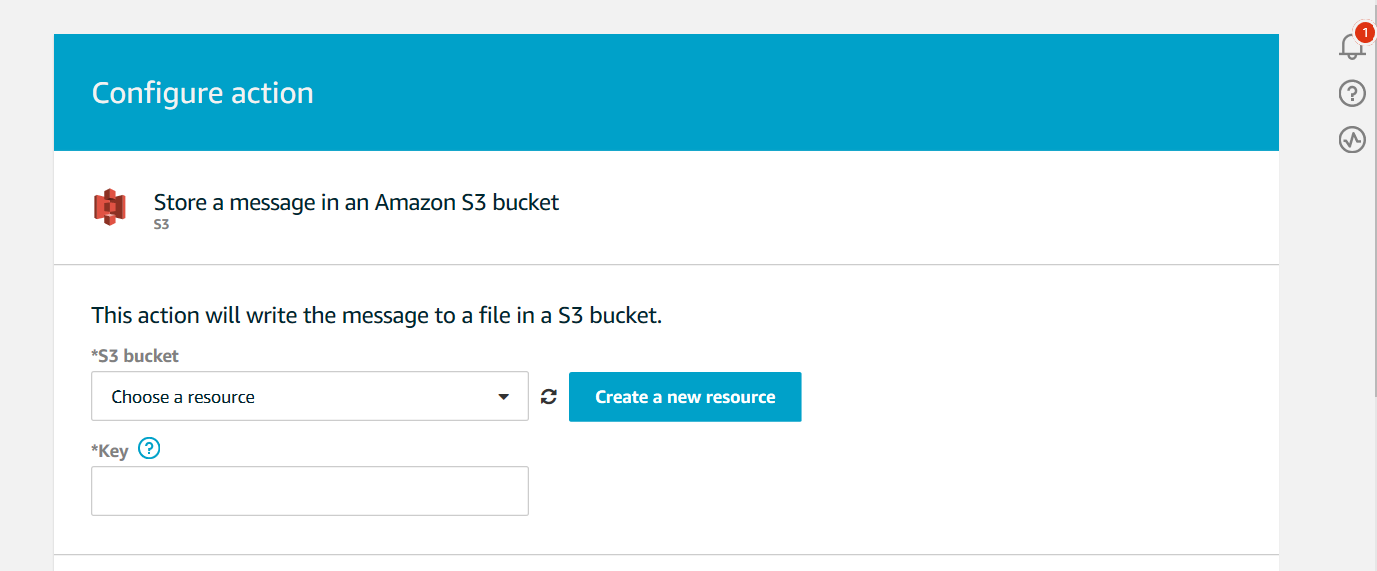 1
Configure action
Store a message in an Amazon S3 bucket
S3
This action will write the message to a file in a S3 bucket.
*S3 bucket
Choose a resource
Create a new resource
*Key ?